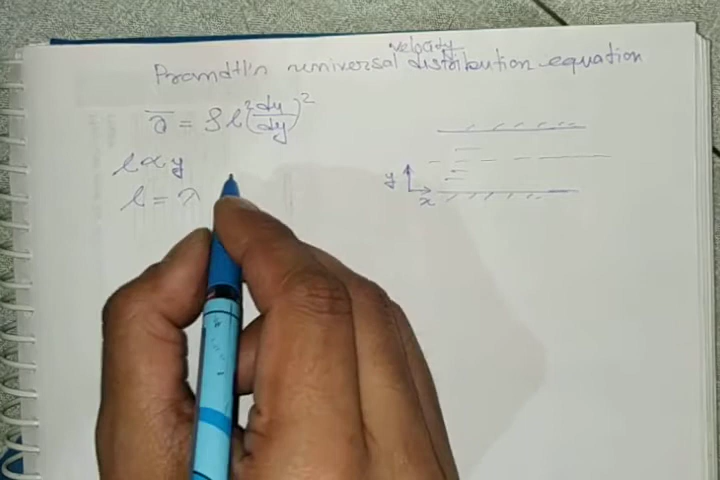 Prandtl's universal velocity distribution equation
τ̄ = ρl²(du/dy)²
l ∝ y
l = λ
y
x